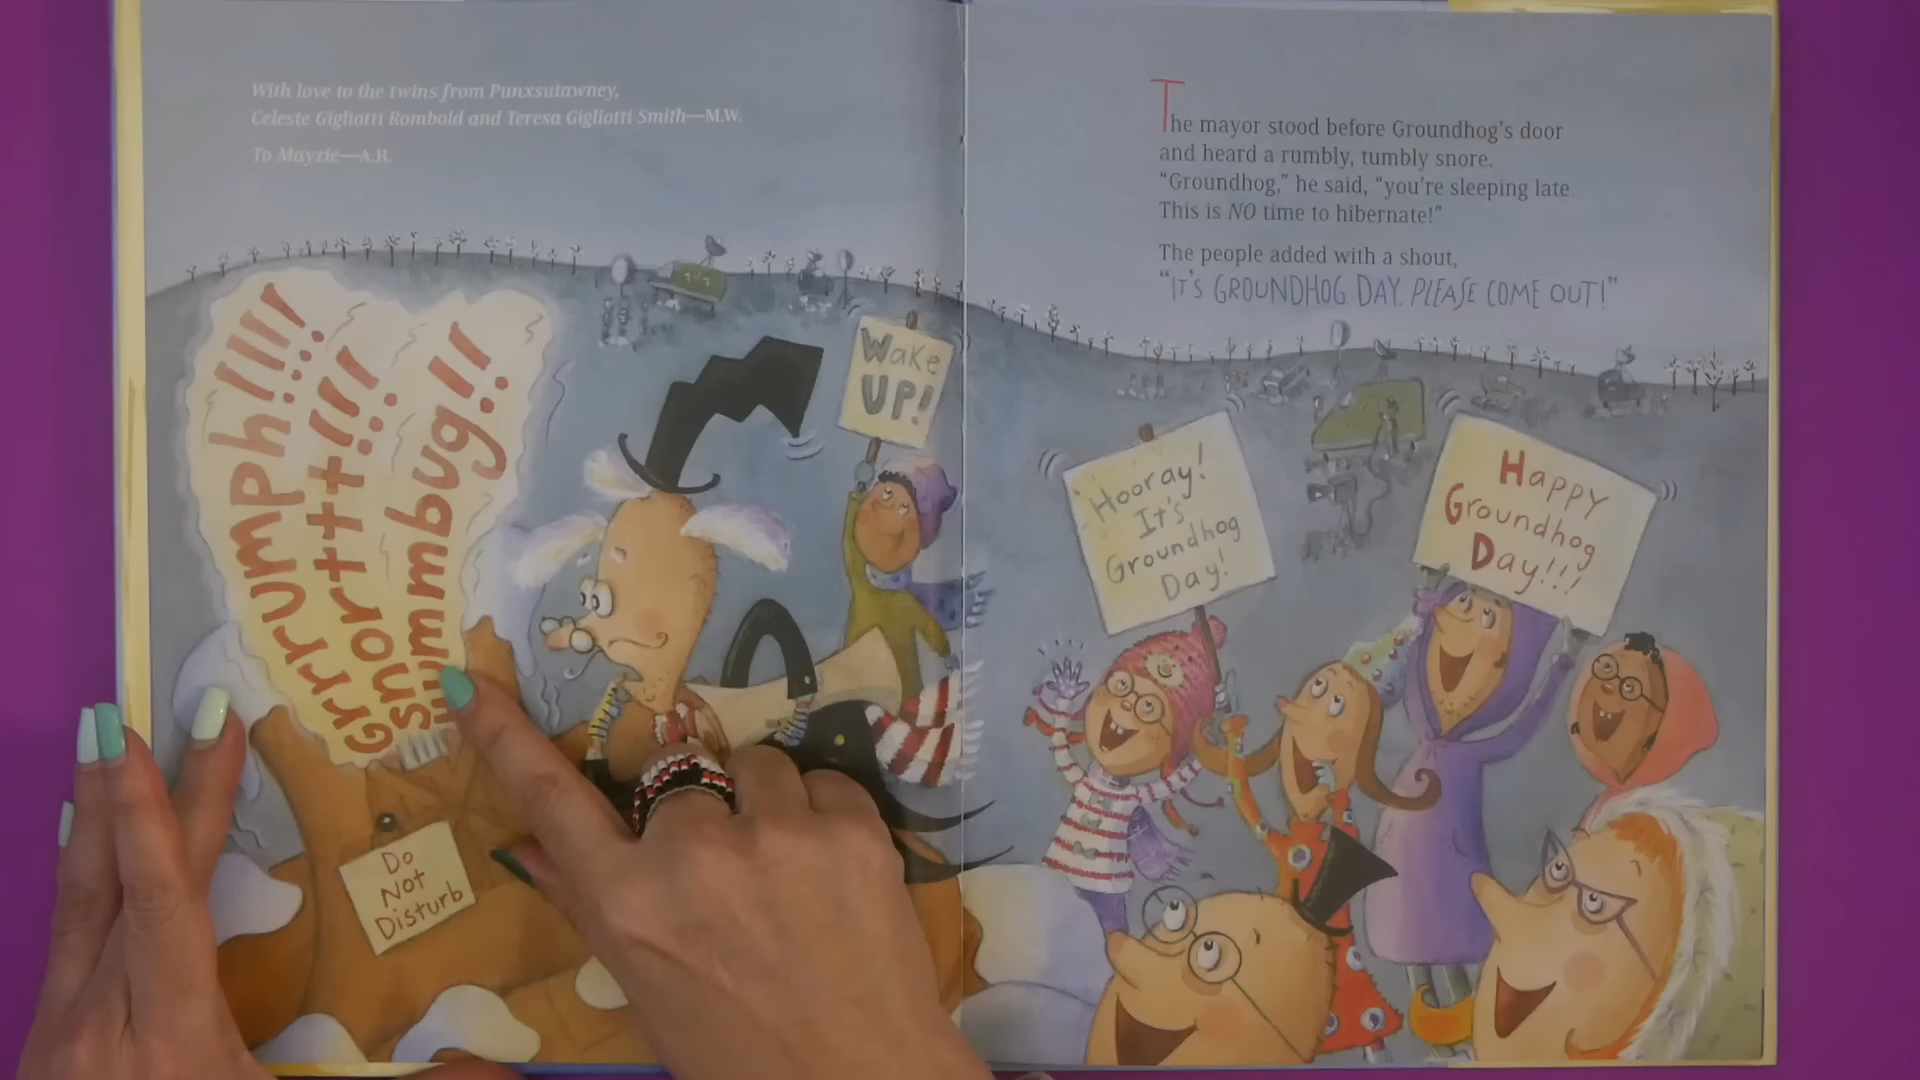 With love to the twins from Punxsutawney,
Celeste Gigliotti Rombold and Teresa Gigliotti Smith—M.W.
To Mayzie—A.H.
Grrrumph!!!!
Snorttt!!!
Hummmbug!!
Do
Not
Disturb
Wake
UP!
The mayor stood before Groundhog's door
and heard a rumbly, tumbly snore.
“Groundhog,” he said, “you're sleeping late.
This is NO time to hibernate!”
The people added with a shout,
“IT'S GROUNDHOG DAY. PLEASE COME OUT!”
Hooray!
It's
Groundhog
Day!
Happy
Groundhog
Day!!!